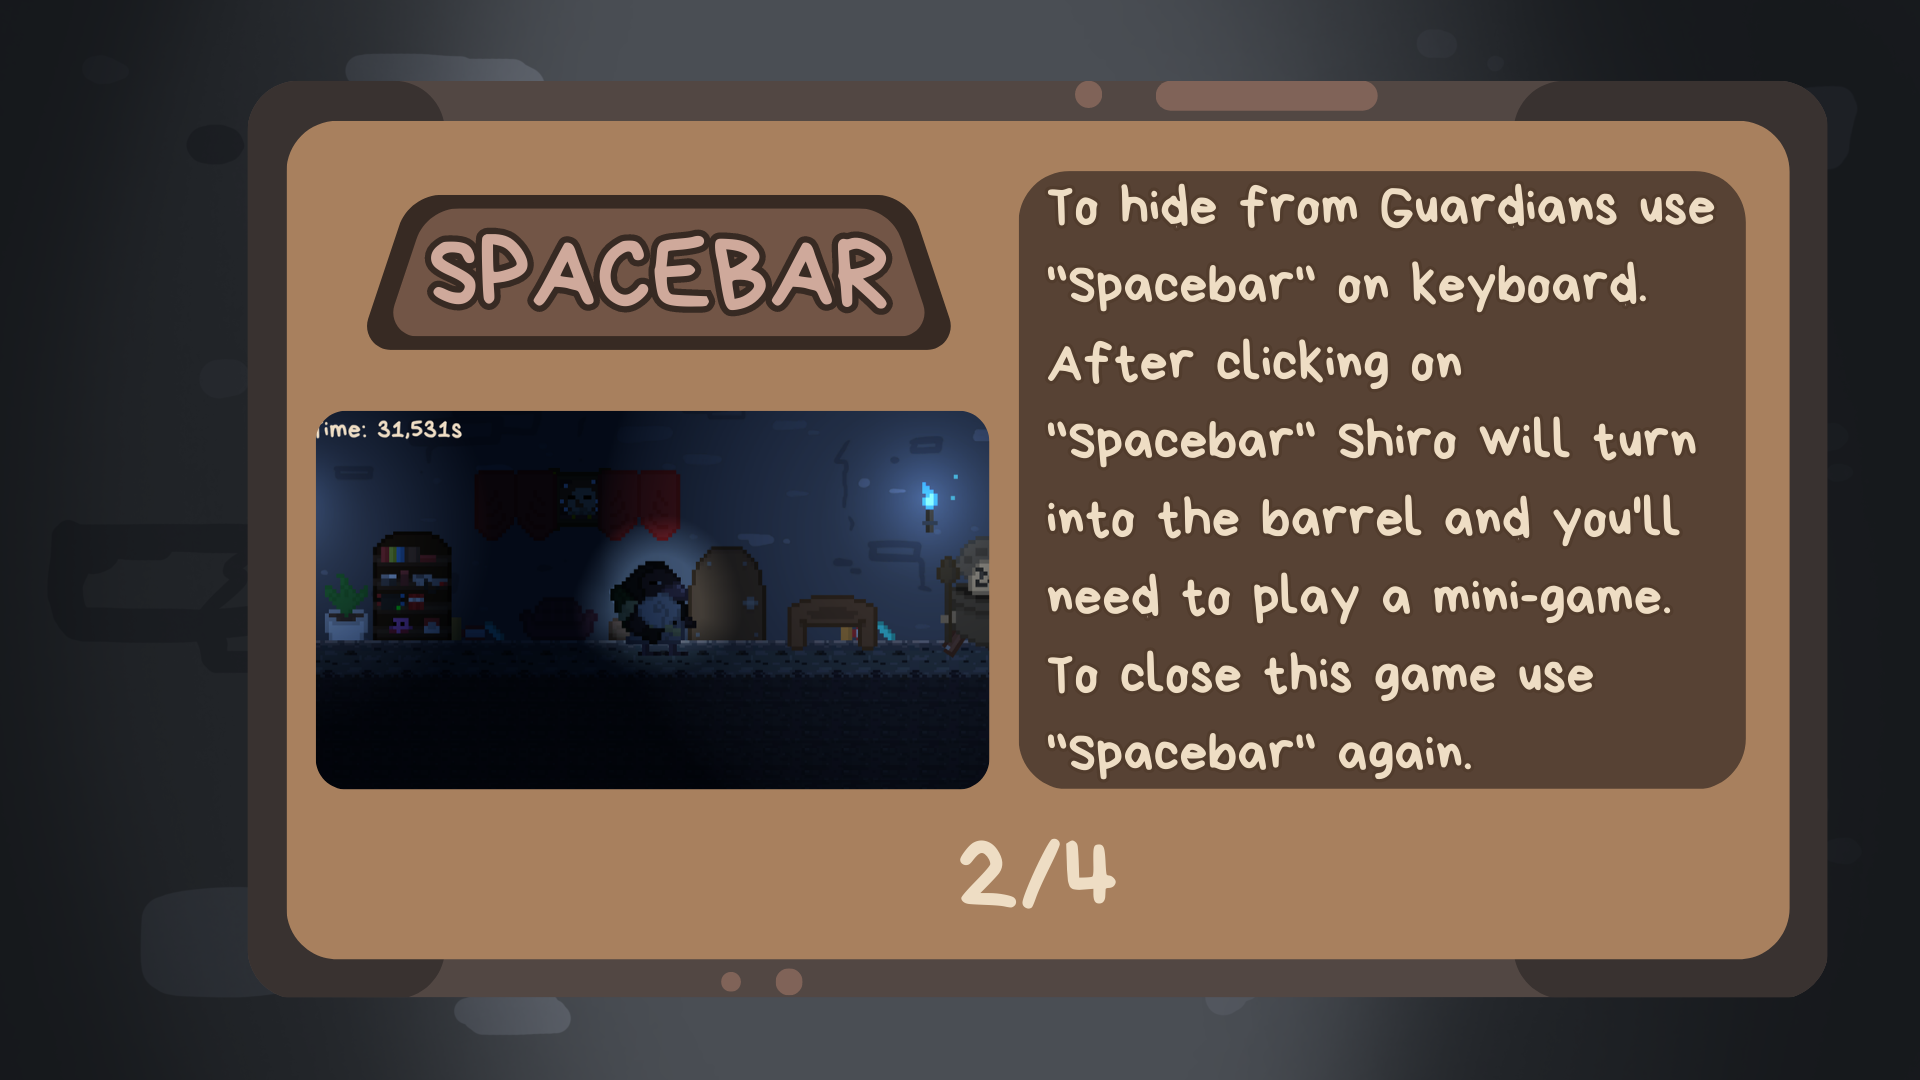 SPACEBAR
ime: 31,531s
To hide from Guardians use
"Spacebar" on keyboard.
After clicking on
"Spacebar" Shiro will turn
into the barrel and you'll
need to play a mini-game.
To close this game use
"Spacebar" again.
2/4